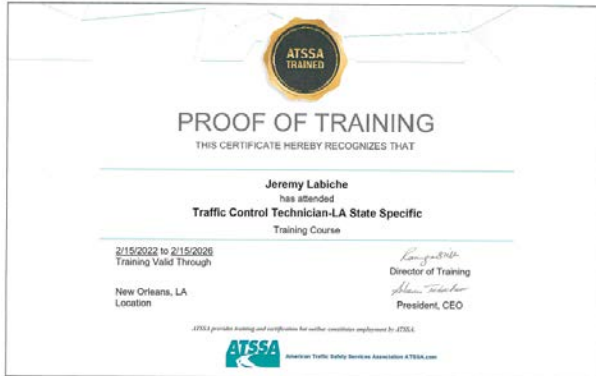 ATSSA
TRAINED
PROOF OF TRAINING
THIS CERTIFICATE HEREBY RECOGNIZES THAT
Jeremy Labiche
has attended
Traffic Control Technician-LA State Specific
Training Course
2/15/2022 to 2/15/2026
Training Valid Through
Director of Training
New Orleans, LA
Location
President, CEO
ATSSA provides training and certification but neither constitutes employment by ATSSA.
ATSSA
American Traffic Safety Services Association ATSSA.com